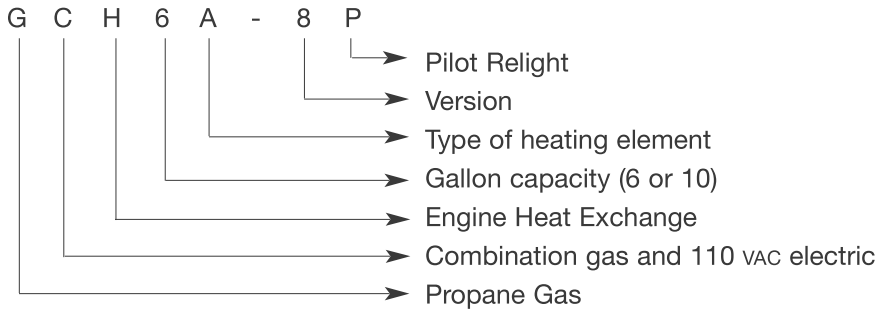 G C H 6 A - 8 P
Pilot Relight
Version
Type of heating element
Gallon capacity (6 or 10)
Engine Heat Exchange
Combination gas and 110 VAC electric
Propane Gas